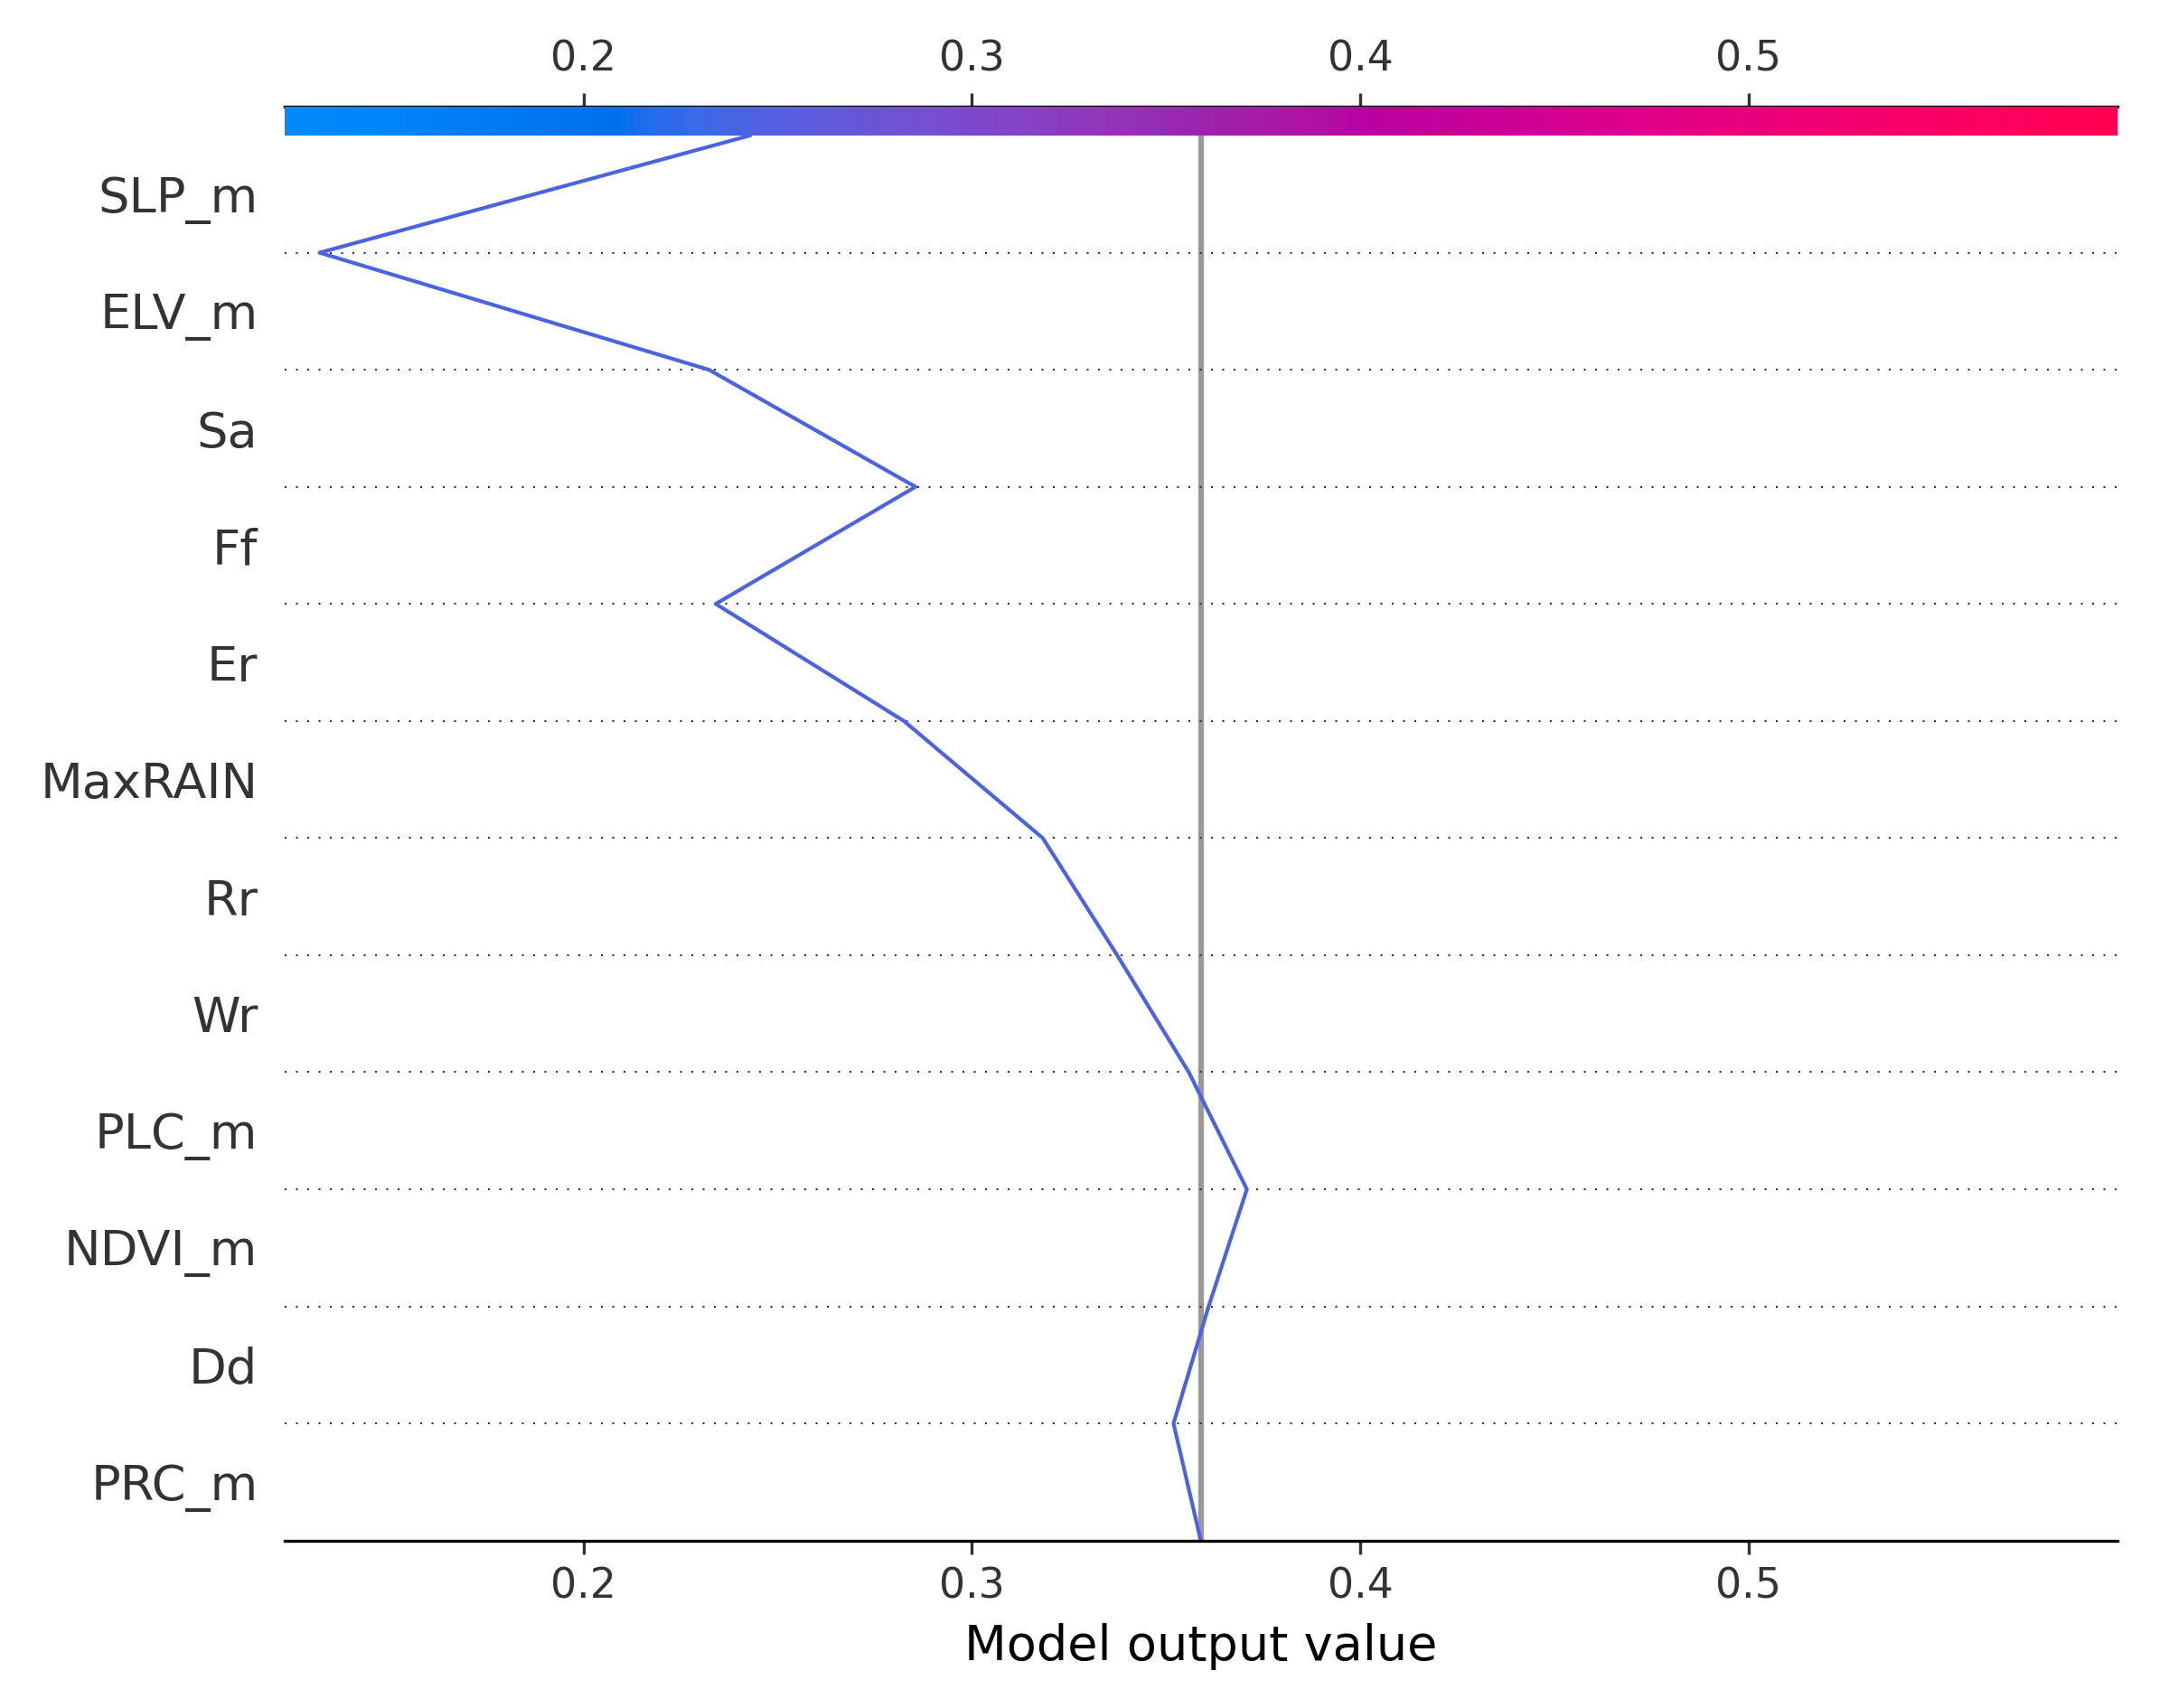 0.2 0.3 0.4 0.5
SLP_m
ELV_m
Sa
Ff
Er
MaxRAIN
Rr
Wr
PLC_m
NDVI_m
Dd
PRC_m
0.2 0.3 0.4 0.5
Model output value